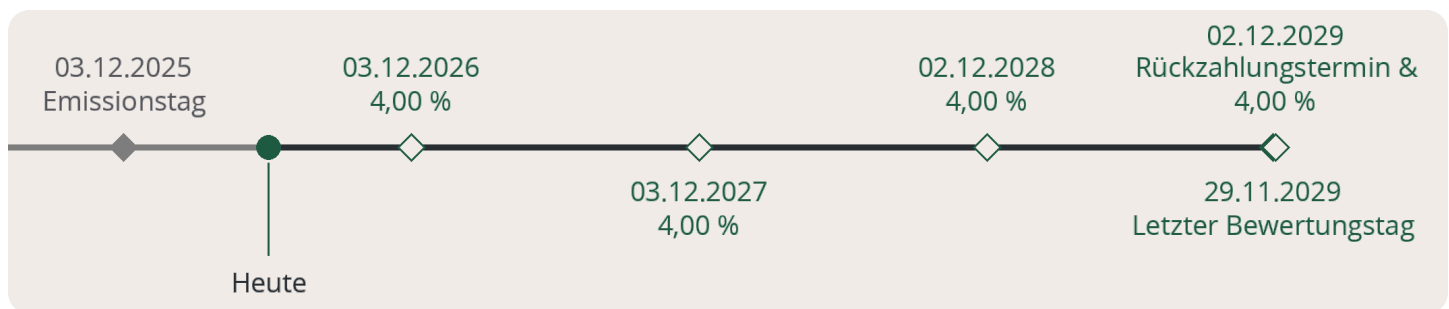 03.12.2025
Emissionstag
Heute
03.12.2026
4,00 %
03.12.2027
4,00 %
02.12.2028
4,00 %
02.12.2029
Rückzahlungstermin &
4,00 %
29.11.2029
Letzter Bewertungstag